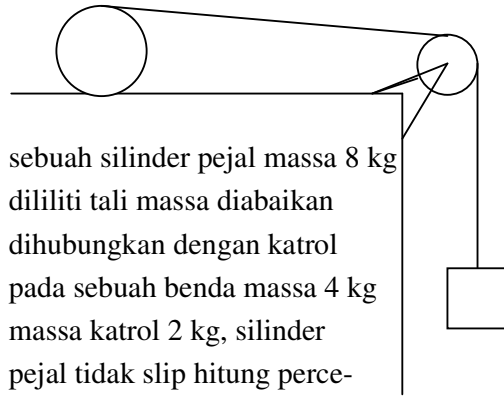 sebuah silinder pejal massa 8 kg
dililiti tali massa diabaikan
dihubungkan dengan katrol
pada sebuah benda massa 4 kg
massa katrol 2 kg, silinder
pejal tidak slip hitung perce-